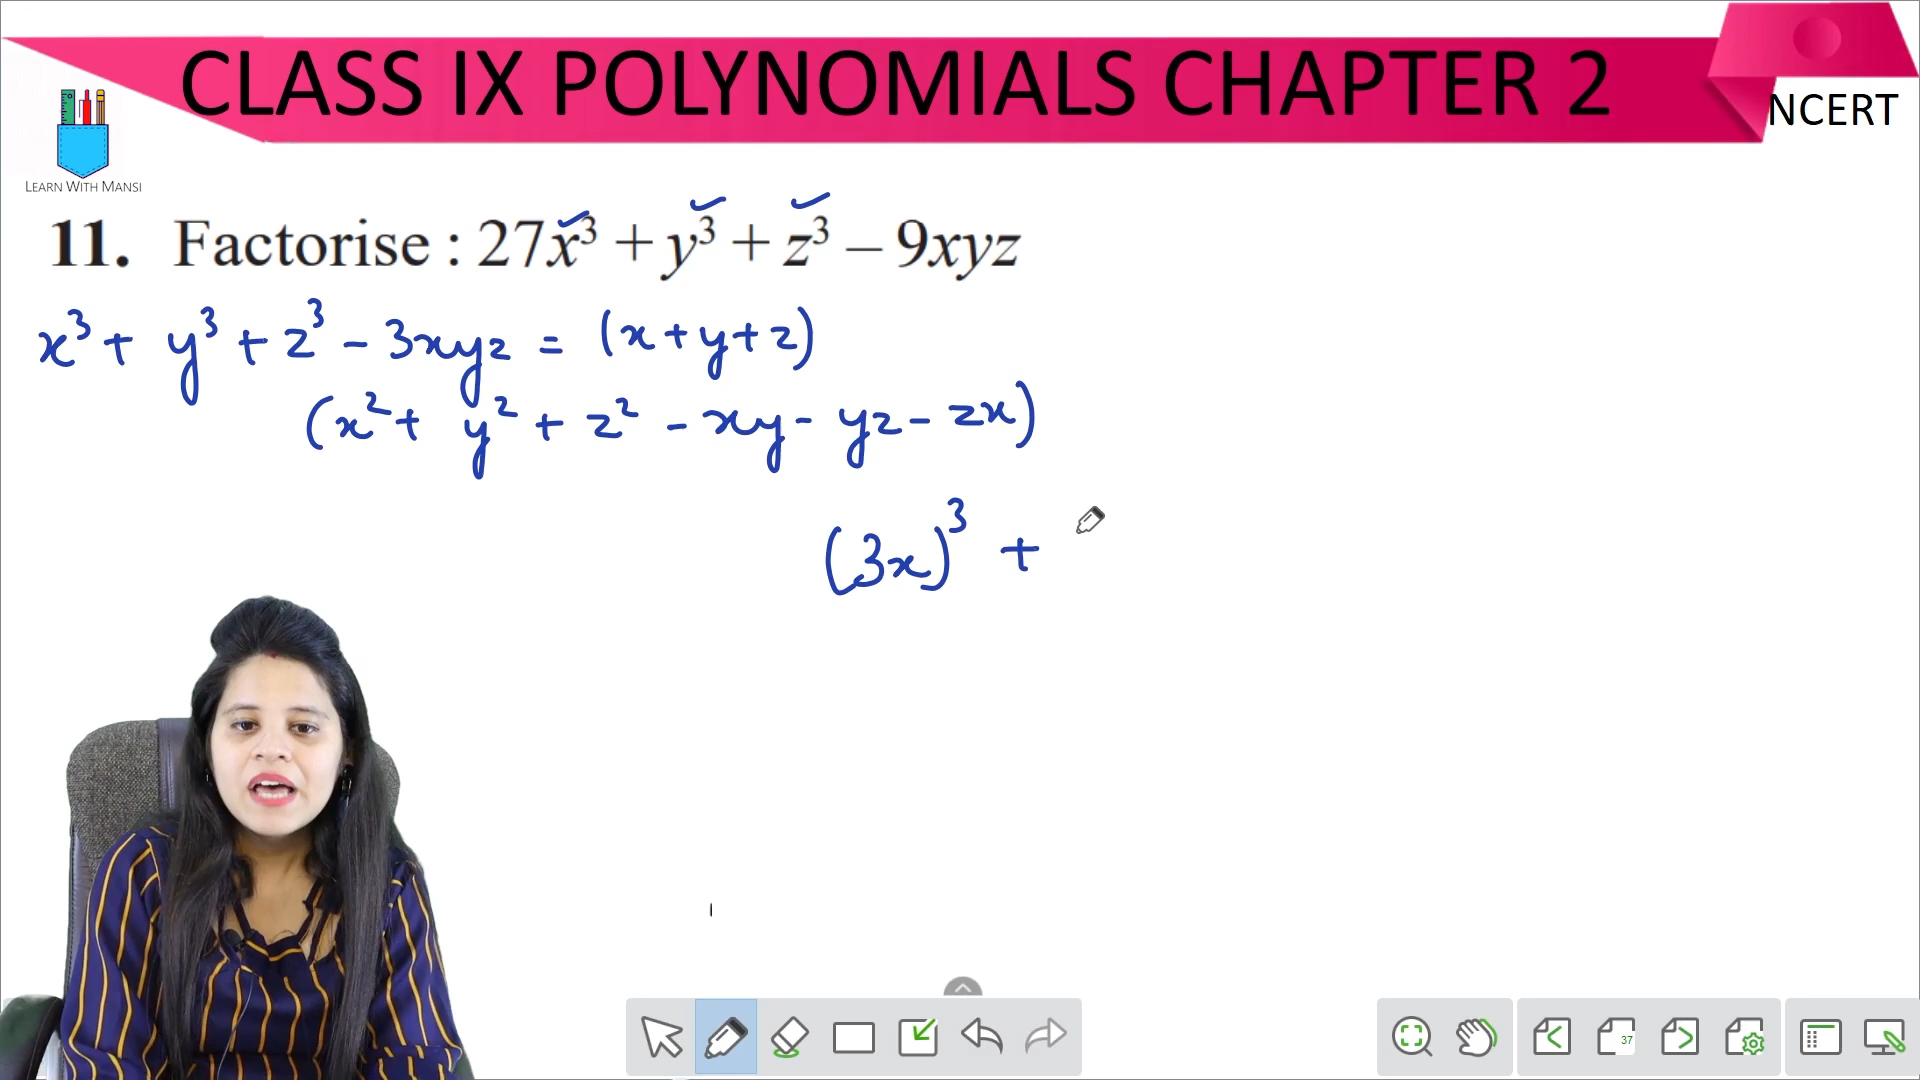 CLASS IX POLYNOMIALS CHAPTER 2
NCERT
LEARN WITH MANSI
11. Factorise : 27x³ + y³ + z³ – 9xyz
x³ + y³ + z³ - 3xyz = (x+y+z)
(x² + y² + z² - xy - yz - zx)
(3x)³ +
37